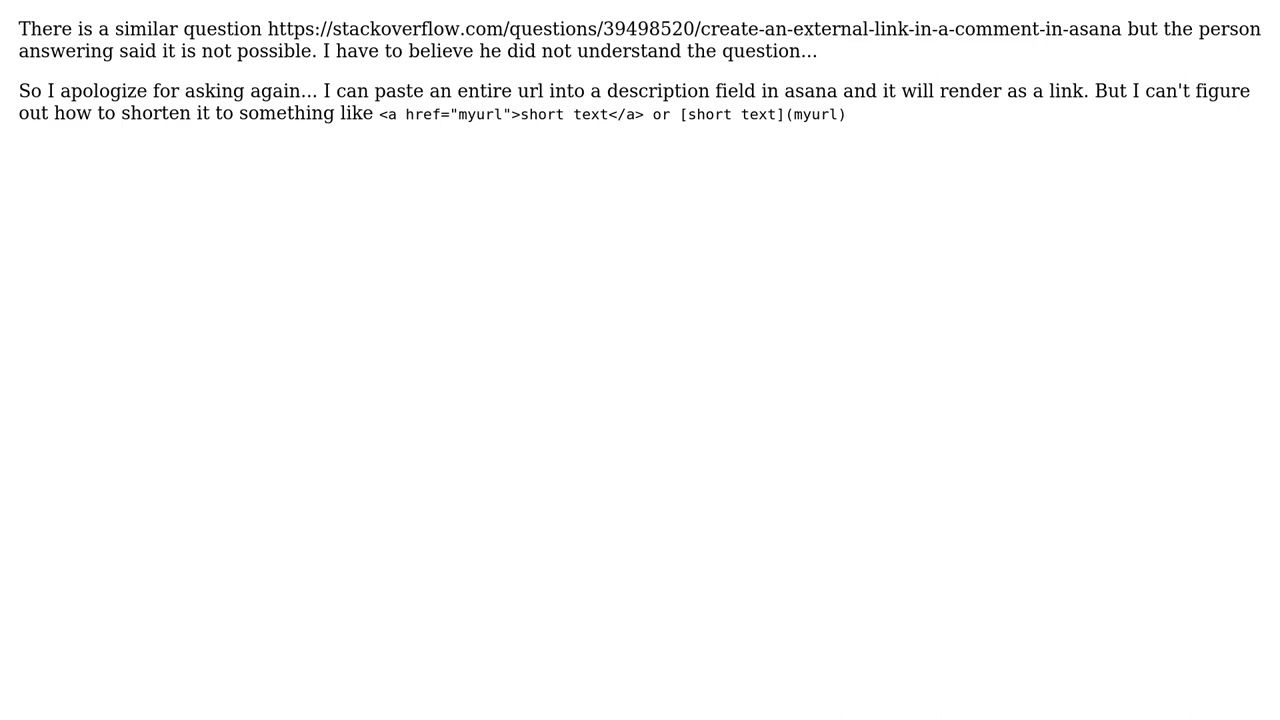 There is a similar question https://stackoverflow.com/questions/39498520/create-an-external-link-in-a-comment-in-asana but the person
answering said it is not possible. I have to believe he did not understand the question...
So I apologize for asking again... I can paste an entire url into a description field in asana and it will render as a link. But I can't figure
out how to shorten it to something like <a href="myurl">short text</a> or [short text](myurl)